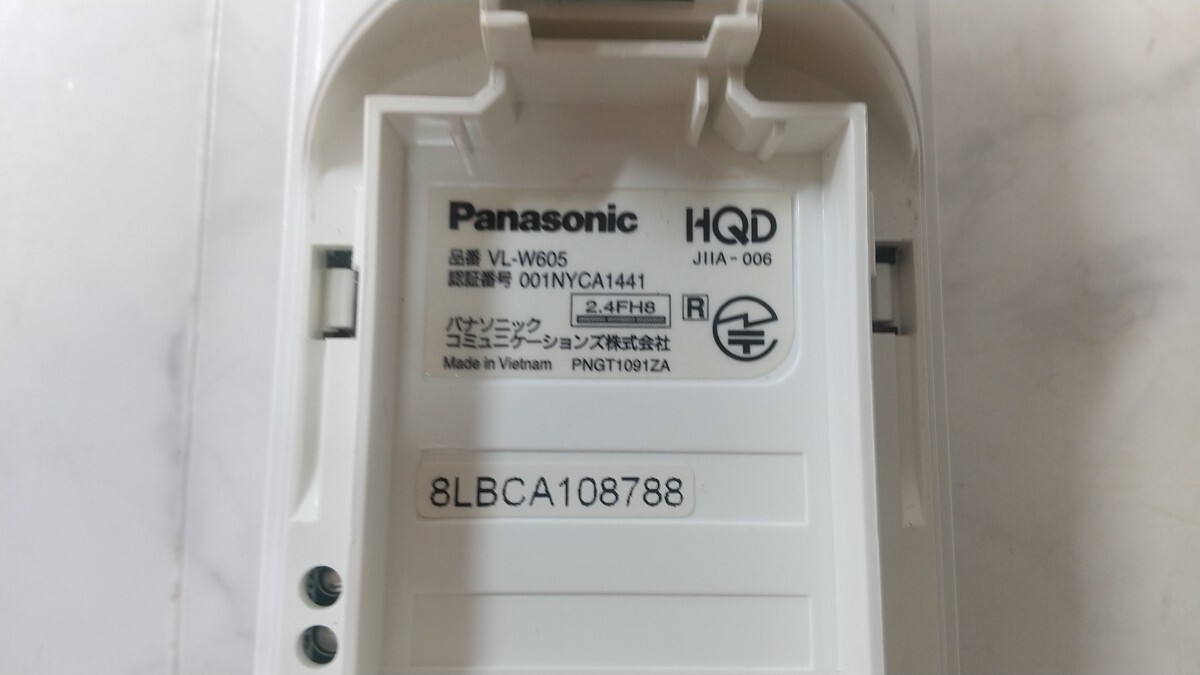 Panasonic HQD
品番 VL-W605 JIIA-006
認証番号 001NYCA1441
2.4FH8 R
パナソニック
コミュニケーションズ株式会社
Made in Vietnam PNGT1091ZA
8LBCA108788